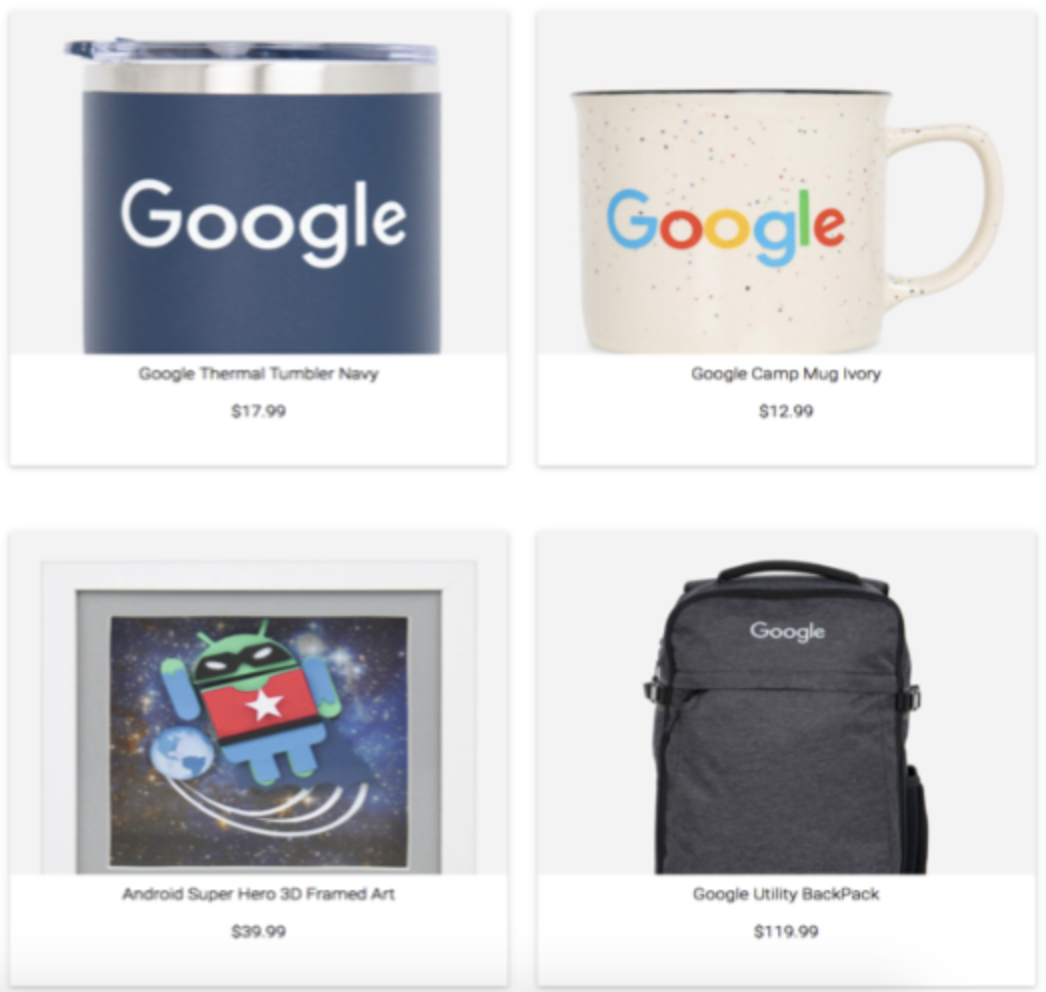 Google
Google Thermal Tumbler Navy
$17.99
Google
Google Camp Mug Ivory
$12.99
Android Super Hero 3D Framed Art
$39.99
Google
Google Utility BackPack
$119.99